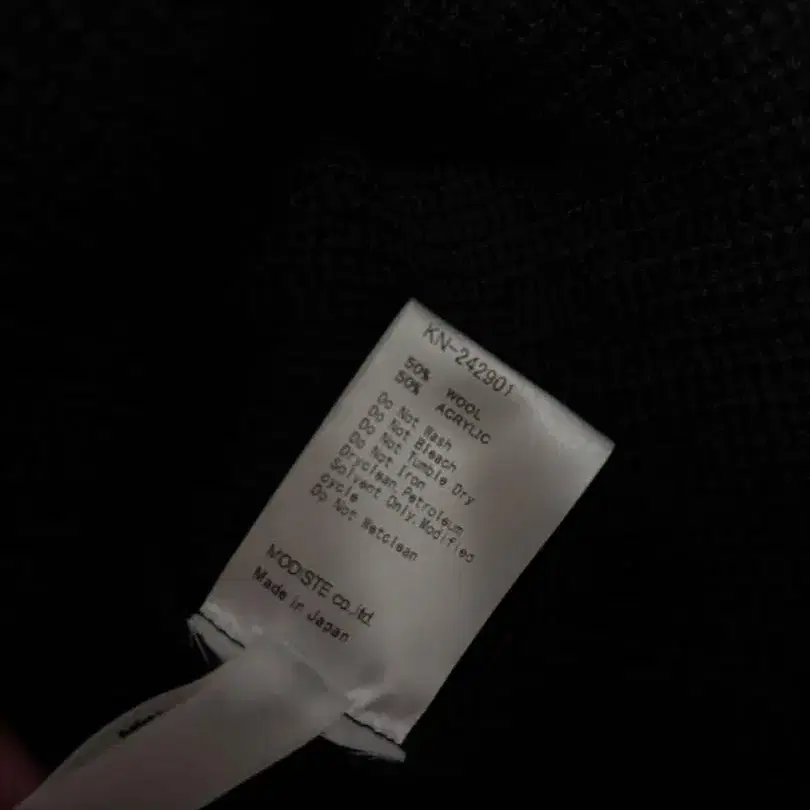 KN-242901
50% WOOL
50% ACRYLIC
Do Not Wash
Do Not Bleach
Do Not Tumble Dry
Do Not Iron
Dryclean,Petroleum
Solvent Only,Modified
cycle
Do Not Wetclean
MODISTE co.,ltd.
Made in Japan